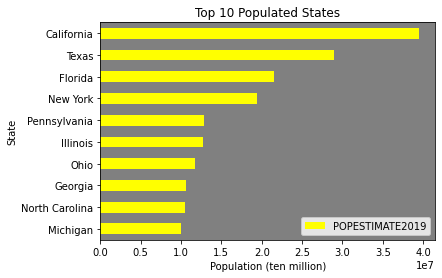 Top 10 Populated States
California
Texas
Florida
New York
Pennsylvania
Illinois
Ohio
Georgia
North Carolina
Michigan
State
POPESTIMATE2019
0.0 0.5 1.0 1.5 2.0 2.5 3.0 3.5 4.0
1e7
Population (ten million)